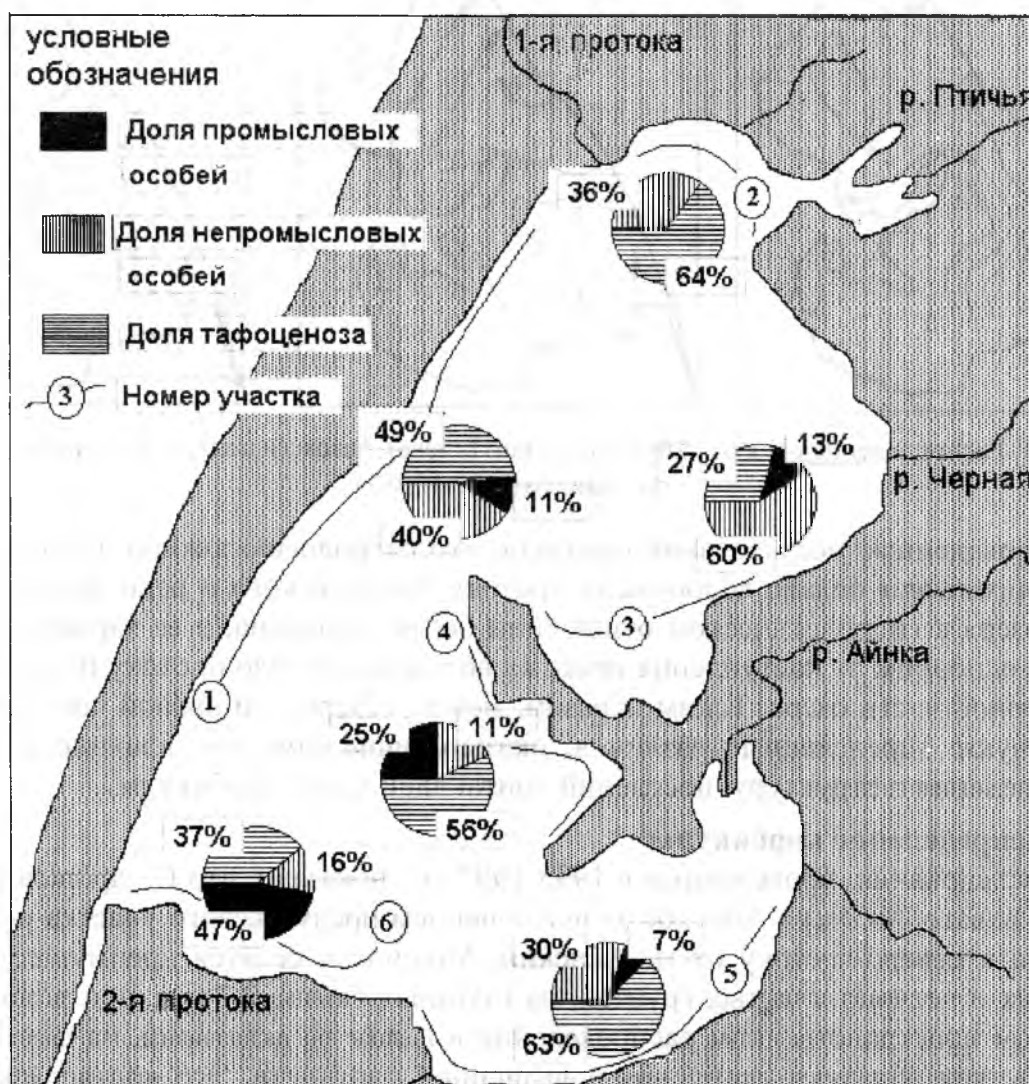 условные
обозначения
Доля промысловых
особей
Доля непромысловых
особей
Доля тафоценоза
3 Номер участка
1-я протока
р. Птичья
36%
2
64%
49%
11%
40%
27%
13%
60%
р. Черная
4
3
р. Айнка
1
25%
11%
56%
37%
16%
47%
6
2-я протока
30%
7%
63%
5